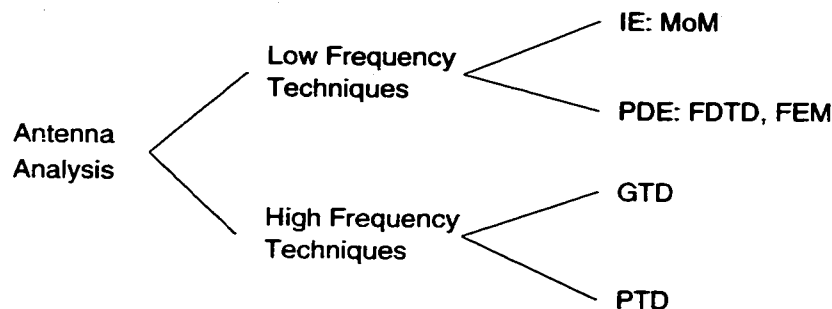 Antenna
Analysis
Low Frequency
Techniques
IE: MoM
PDE: FDTD, FEM
High Frequency
Techniques
GTD
PTD